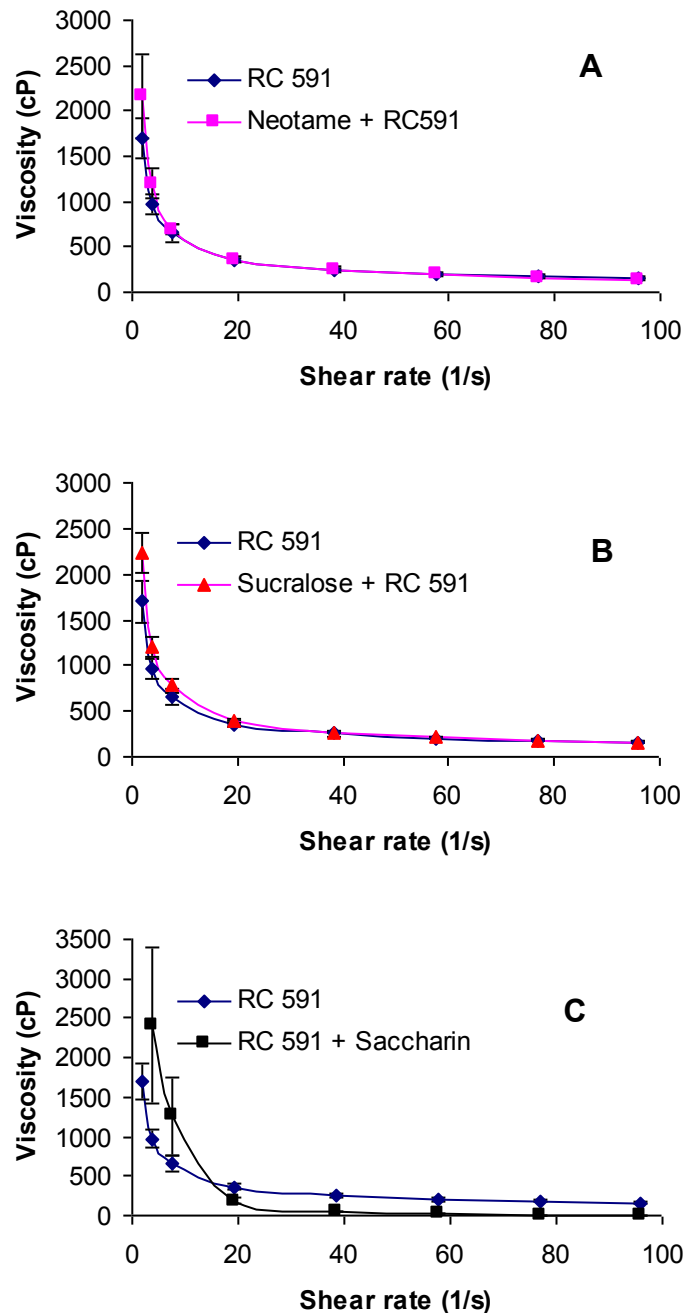 3000
2500
2000
1500
1000
500
0
Viscosity (cP)
RC 591
Neotame + RC591
A
0 20 40 60 80 100
Shear rate (1/s)
3000
2500
2000
1500
1000
500
0
Viscosity (cP)
RC 591
Sucralose + RC 591
B
0 20 40 60 80 100
Shear rate (1/s)
3500
3000
2500
2000
1500
1000
500
0
Viscosity (cP)
RC 591
RC 591 + Saccharin
C
0 20 40 60 80 100
Shear rate (1/s)